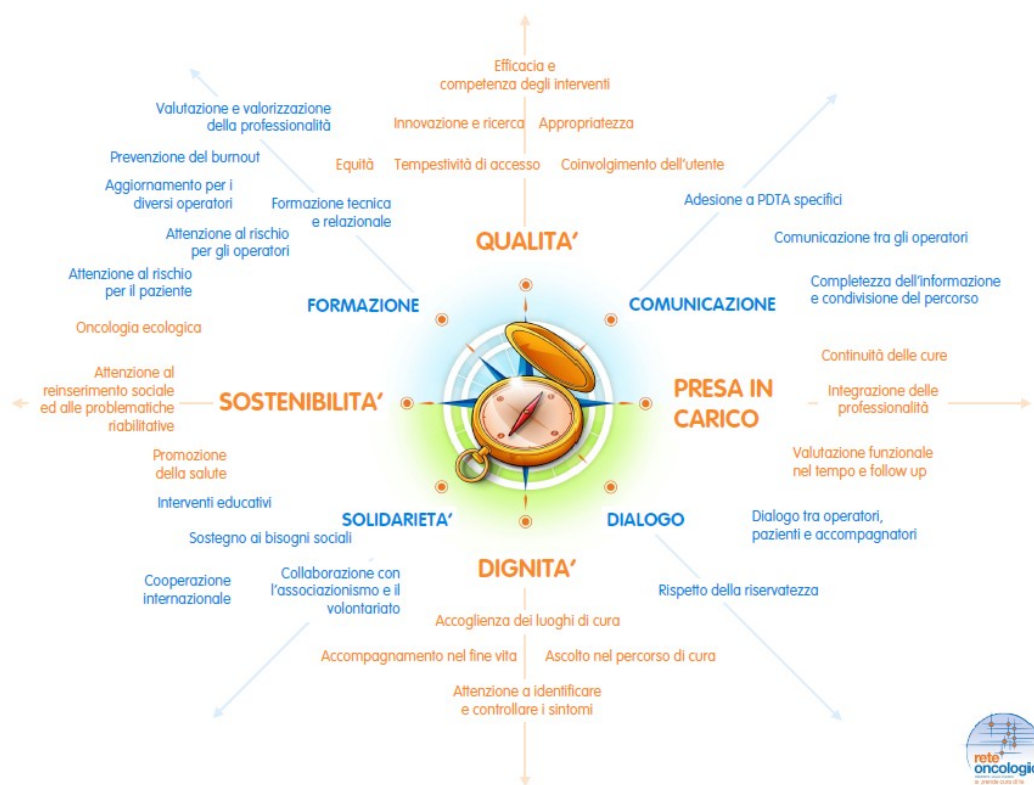 Efficacia e
competenza degli interventi
Innovazione e ricerca
Appropriatezza
Equità
Tempestività di accesso
Coinvolgimento dell'utente
QUALITA'
Valutazione e valorizzazione
della professionalità
Prevenzione del burnout
Aggiornamento per i
diversi operatori
Formazione tecnica
e relazionale
Attenzione al rischio
per gli operatori
Attenzione al rischio
per il paziente
FORMAZIONE
Adesione a PDTA specifici
Comunicazione tra gli operatori
Completezza dell'informazione
e condivisione del percorso
COMUNICAZIONE
Oncologia ecologica
Attenzione al
reinserimento sociale
ed alle problematiche
riabilitative
Promozione
della salute
SOSTENIBILITA'
PRESA IN
CARICO
Continuità delle cure
Integrazione delle
professionalità
Valutazione funzionale
nel tempo e follow up
Interventi educativi
SOLIDARIETA'
Sostegno ai bisogni sociali
Cooperazione
internazionale
Collaborazione con
l'associazionismo e il
volontariato
DIALOGO
Dialogo tra operatori,
pazienti e accompagnatori
Rispetto della riservatezza
DIGNITA'
Accoglienza dei luoghi di cura
Accompagnamento nel fine vita
Ascolto nel percorso di cura
Attenzione a identificare
e controllare i sintomi
rete
oncologic